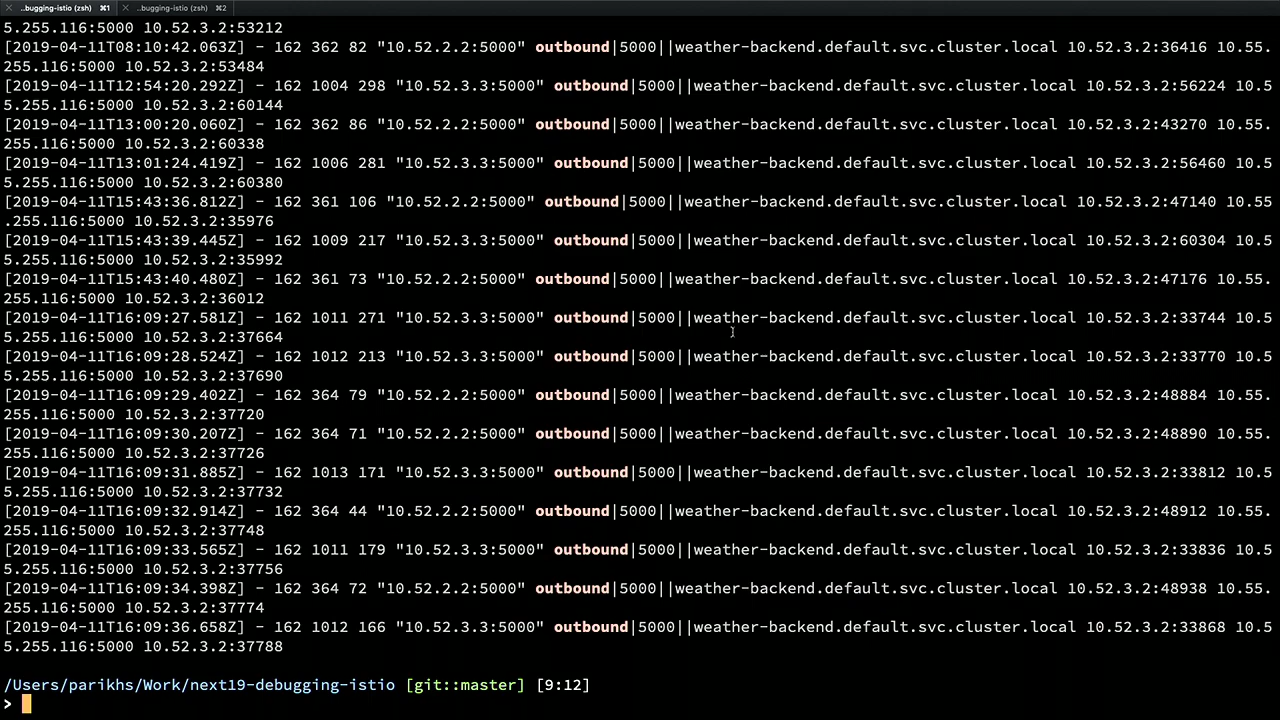 ..bugging-istio (zsh) ⌘1 ..bugging-istio (zsh) ⌘2
5.255.116:5000 10.52.3.2:53212
[2019-04-11T08:10:42.063Z] - 162 362 82 "10.52.2.2:5000" outbound|5000||weather-backend.default.svc.cluster.local 10.52.3.2:36416 10.55.
255.116:5000 10.52.3.2:53484
[2019-04-11T12:54:20.292Z] - 162 1004 298 "10.52.3.3:5000" outbound|5000||weather-backend.default.svc.cluster.local 10.52.3.2:56224 10.5
5.255.116:5000 10.52.3.2:60144
[2019-04-11T13:00:20.060Z] - 162 362 86 "10.52.2.2:5000" outbound|5000||weather-backend.default.svc.cluster.local 10.52.3.2:43270 10.55.
255.116:5000 10.52.3.2:60338
[2019-04-11T13:01:24.419Z] - 162 1006 281 "10.52.3.3:5000" outbound|5000||weather-backend.default.svc.cluster.local 10.52.3.2:56460 10.5
5.255.116:5000 10.52.3.2:60380
[2019-04-11T15:43:36.812Z] - 162 361 106 "10.52.2.2:5000" outbound|5000||weather-backend.default.svc.cluster.local 10.52.3.2:47140 10.55
.255.116:5000 10.52.3.2:35976
[2019-04-11T15:43:39.445Z] - 162 1009 217 "10.52.3.3:5000" outbound|5000||weather-backend.default.svc.cluster.local 10.52.3.2:60304 10.5
5.255.116:5000 10.52.3.2:35992
[2019-04-11T15:43:40.480Z] - 162 361 73 "10.52.2.2:5000" outbound|5000||weather-backend.default.svc.cluster.local 10.52.3.2:47176 10.55.
255.116:5000 10.52.3.2:36012
[2019-04-11T16:09:27.581Z] - 162 1011 271 "10.52.3.3:5000" outbound|5000||weather-backend.default.svc.cluster.local 10.52.3.2:33744 10.5
5.255.116:5000 10.52.3.2:37664
[2019-04-11T16:09:28.524Z] - 162 1012 213 "10.52.3.3:5000" outbound|5000||weather-backend.default.svc.cluster.local 10.52.3.2:33770 10.5
5.255.116:5000 10.52.3.2:37690
[2019-04-11T16:09:29.402Z] - 162 364 79 "10.52.2.2:5000" outbound|5000||weather-backend.default.svc.cluster.local 10.52.3.2:48884 10.55.
255.116:5000 10.52.3.2:37720
[2019-04-11T16:09:30.207Z] - 162 364 71 "10.52.2.2:5000" outbound|5000||weather-backend.default.svc.cluster.local 10.52.3.2:48890 10.55.
255.116:5000 10.52.3.2:37726
[2019-04-11T16:09:31.885Z] - 162 1013 171 "10.52.3.3:5000" outbound|5000||weather-backend.default.svc.cluster.local 10.52.3.2:33812 10.5
5.255.116:5000 10.52.3.2:37732
[2019-04-11T16:09:32.914Z] - 162 364 44 "10.52.2.2:5000" outbound|5000||weather-backend.default.svc.cluster.local 10.52.3.2:48912 10.55.
255.116:5000 10.52.3.2:37748
[2019-04-11T16:09:33.565Z] - 162 1011 179 "10.52.3.3:5000" outbound|5000||weather-backend.default.svc.cluster.local 10.52.3.2:33836 10.5
5.255.116:5000 10.52.3.2:37756
[2019-04-11T16:09:34.398Z] - 162 364 72 "10.52.2.2:5000" outbound|5000||weather-backend.default.svc.cluster.local 10.52.3.2:48938 10.55.
255.116:5000 10.52.3.2:37774
[2019-04-11T16:09:36.658Z] - 162 1012 166 "10.52.3.3:5000" outbound|5000||weather-backend.default.svc.cluster.local 10.52.3.2:33868 10.5
5.255.116:5000 10.52.3.2:37788
/Users/parikhs/Work/next19-debugging-istio [git::master] [9:12]
>